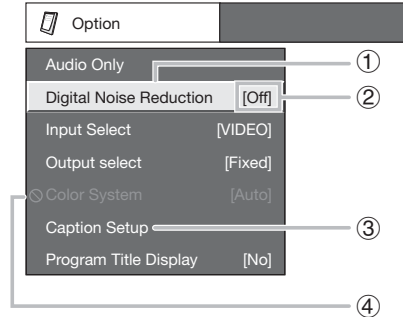 Option
Audio Only
Digital Noise Reduction [Off]
Input Select [VIDEO]
Output select [Fixed]
Color System [Auto]
Caption Setup
Program Title Display [No]
①
②
③
④